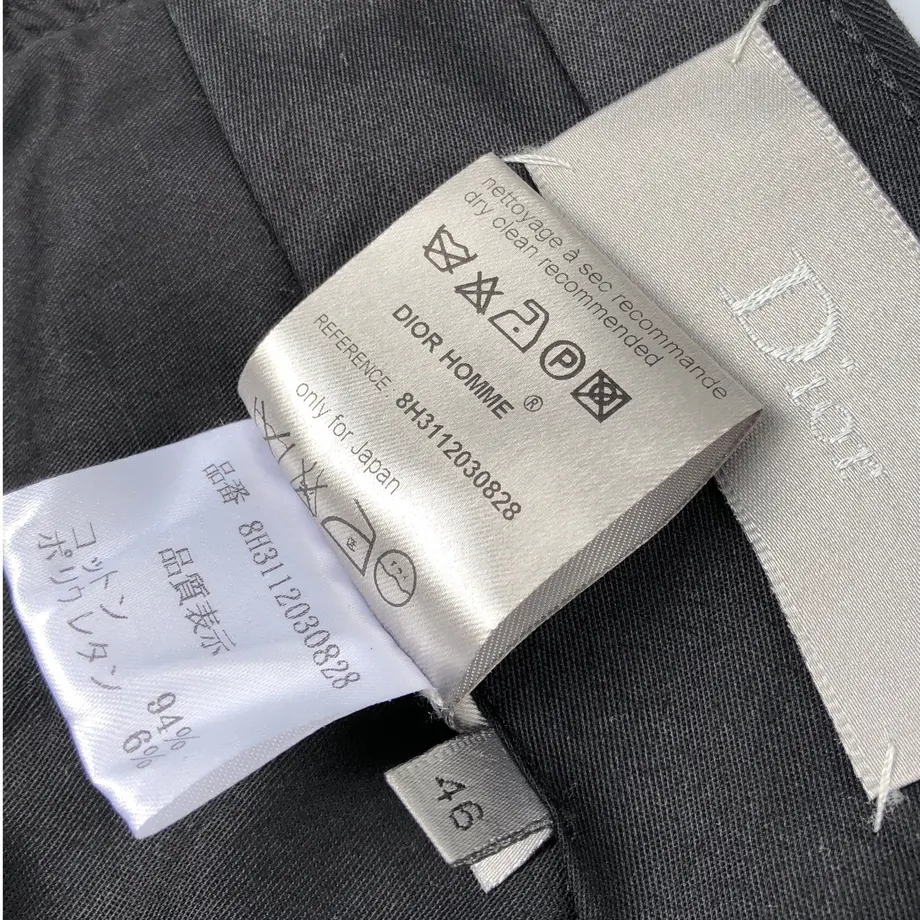 nettoyage à sec recommande
dry clean recommended
P
DIOR HOMME ®
REFERENCE : 8H3112030828
only for Japan
Dior
品番 8H3112030828
品質表示
コットン 94%
ポリウレタン 6%
46